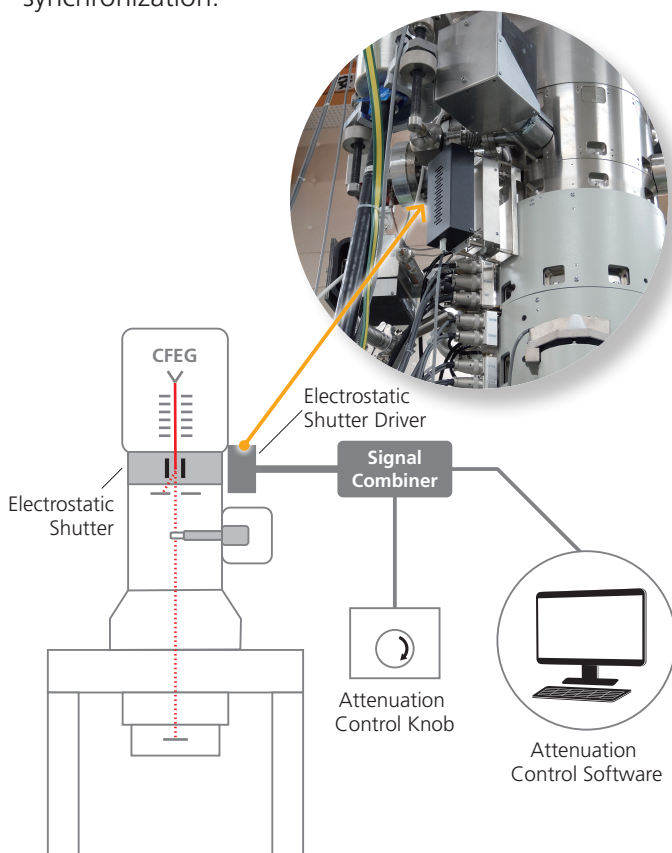 synchronization.
CFEG
Electrostatic
Shutter Driver
Signal
Combiner
Electrostatic
Shutter
Attenuation
Control Knob
Attenuation
Control Software